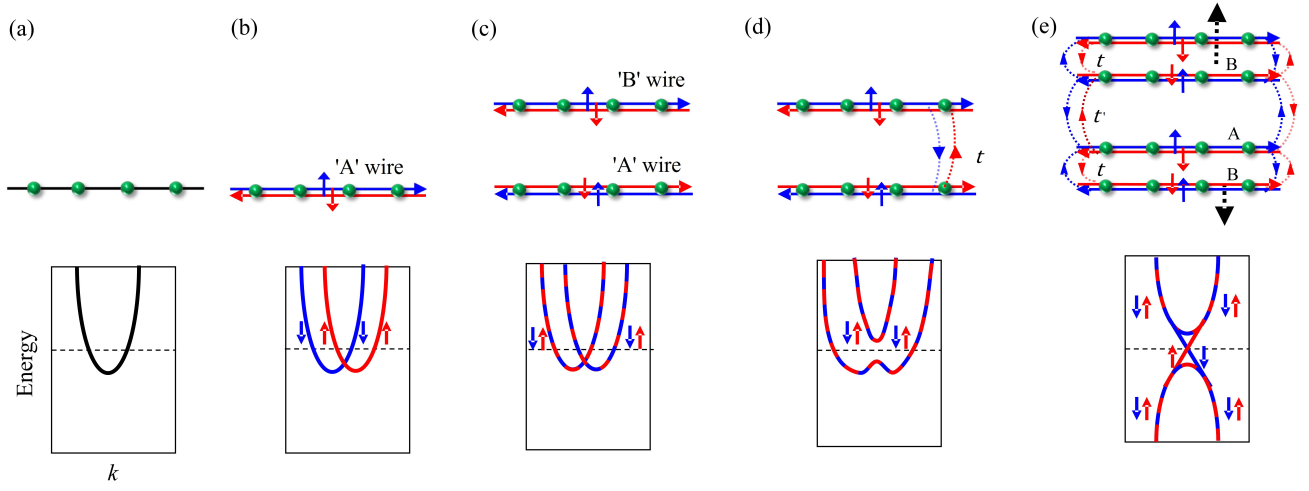 (a)
(b)
(c)
(d)
(e)
'A' wire
'B' wire
'A' wire
t
t
B
t'
A
t
B
Energy
k